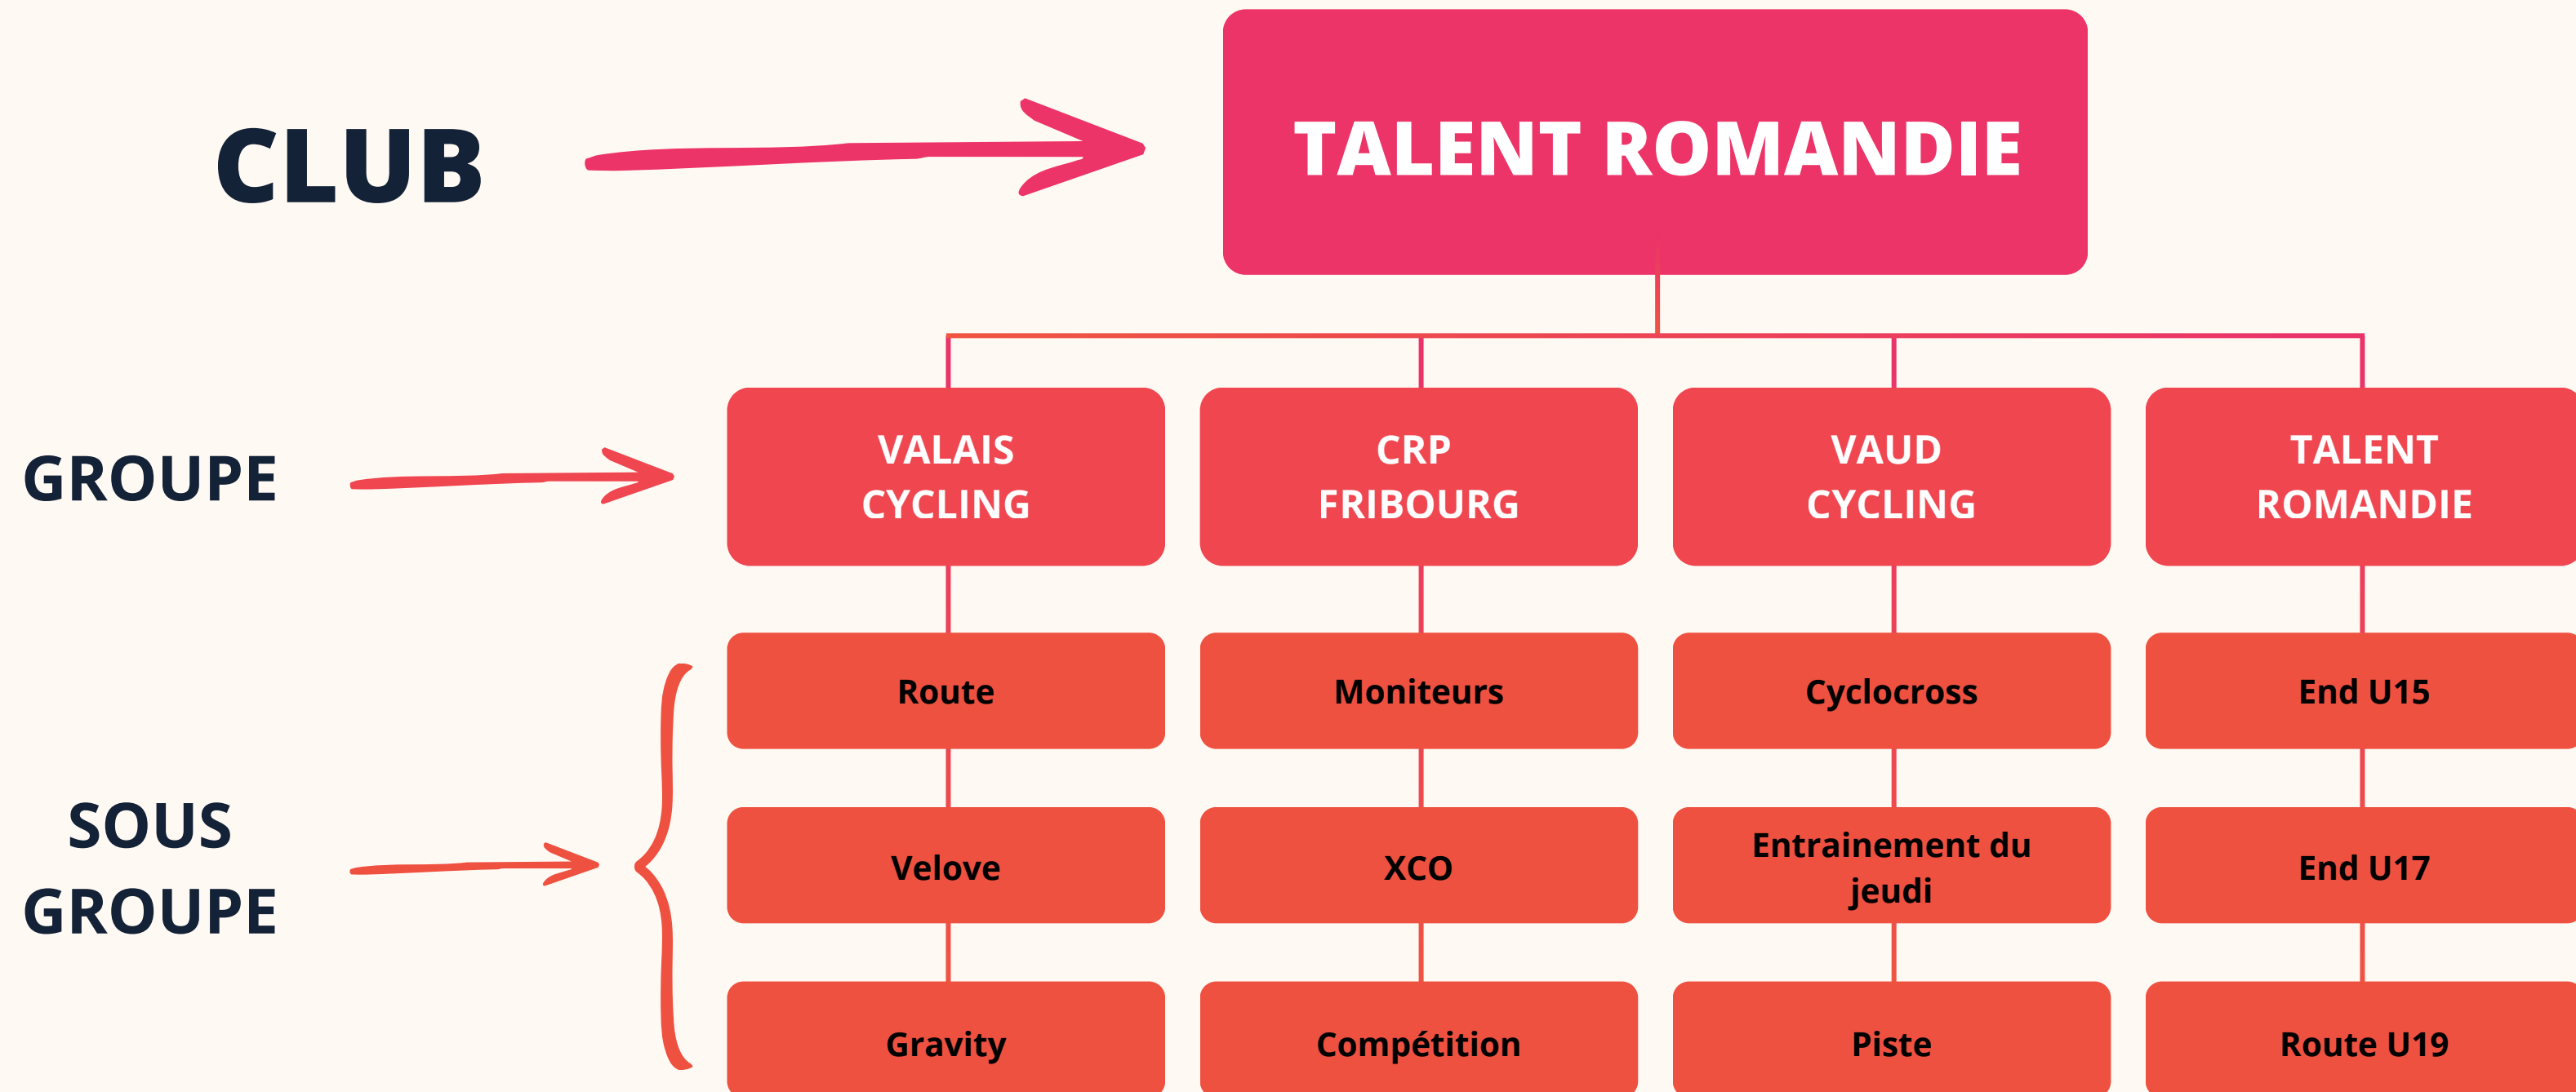 CLUB
TALENT ROMANDIE
GROUPE
VALAIS
CYCLING
CRP
FRIBOURG
VAUD
CYCLING
TALENT
ROMANDIE
SOUS
GROUPE
Route
Moniteurs
Cyclocross
End U15
Velove
XCO
Entrainement du
jeudi
End U17
Gravity
Compétition
Piste
Route U19